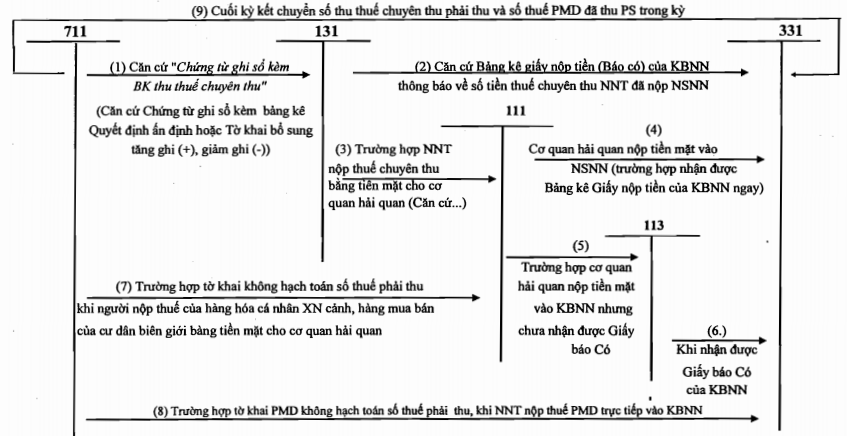 (9) Cuối kỳ kết chuyển số thu thuế chuyên thu phải thu và số thuế PMD đã thu PS trong kỳ
711
131
331
(1) Căn cứ "Chứng từ ghi sổ kèm
BK thu thuế chuyên thu"
(Căn cứ Chứng từ ghi sổ kèm bảng kê
Quyết định ấn định hoặc Tờ khai bổ sung
tăng ghi (+), giảm ghi (-))
(2) Căn cứ Bảng kê giấy nộp tiền (Báo có) của KBNN
thông báo về số tiền thuế chuyên thu NNT đã nộp NSNN
111
(3) Trường hợp NNT
nộp thuế chuyên thu
bằng tiền mặt cho cơ
quan hải quan (Căn cứ...)
(4)
Cơ quan hải quan nộp tiền mặt vào
NSNN (trường hợp nhận được
Bảng kê Giấy nộp tiền của KBNN ngay)
113
(5)
Trường hợp cơ quan
hải quan nộp tiền mặt
vào KBNN nhưng
chưa nhận được Giấy
báo Có
(6.)
Khi nhận được
Giấy báo Có
của KBNN
(7) Trường hợp tờ khai không hạch toán số thuế phải thu
khi người nộp thuế của hàng hóa cá nhân XN cảnh, hàng mua bán
của cư dân biên giới bằng tiền mặt cho cơ quan hải quan
(8) Trường hợp tờ khai PMD không hạch toán số thuế phải thu, khi NNT nộp thuế PMD trực tiếp vào KBNN